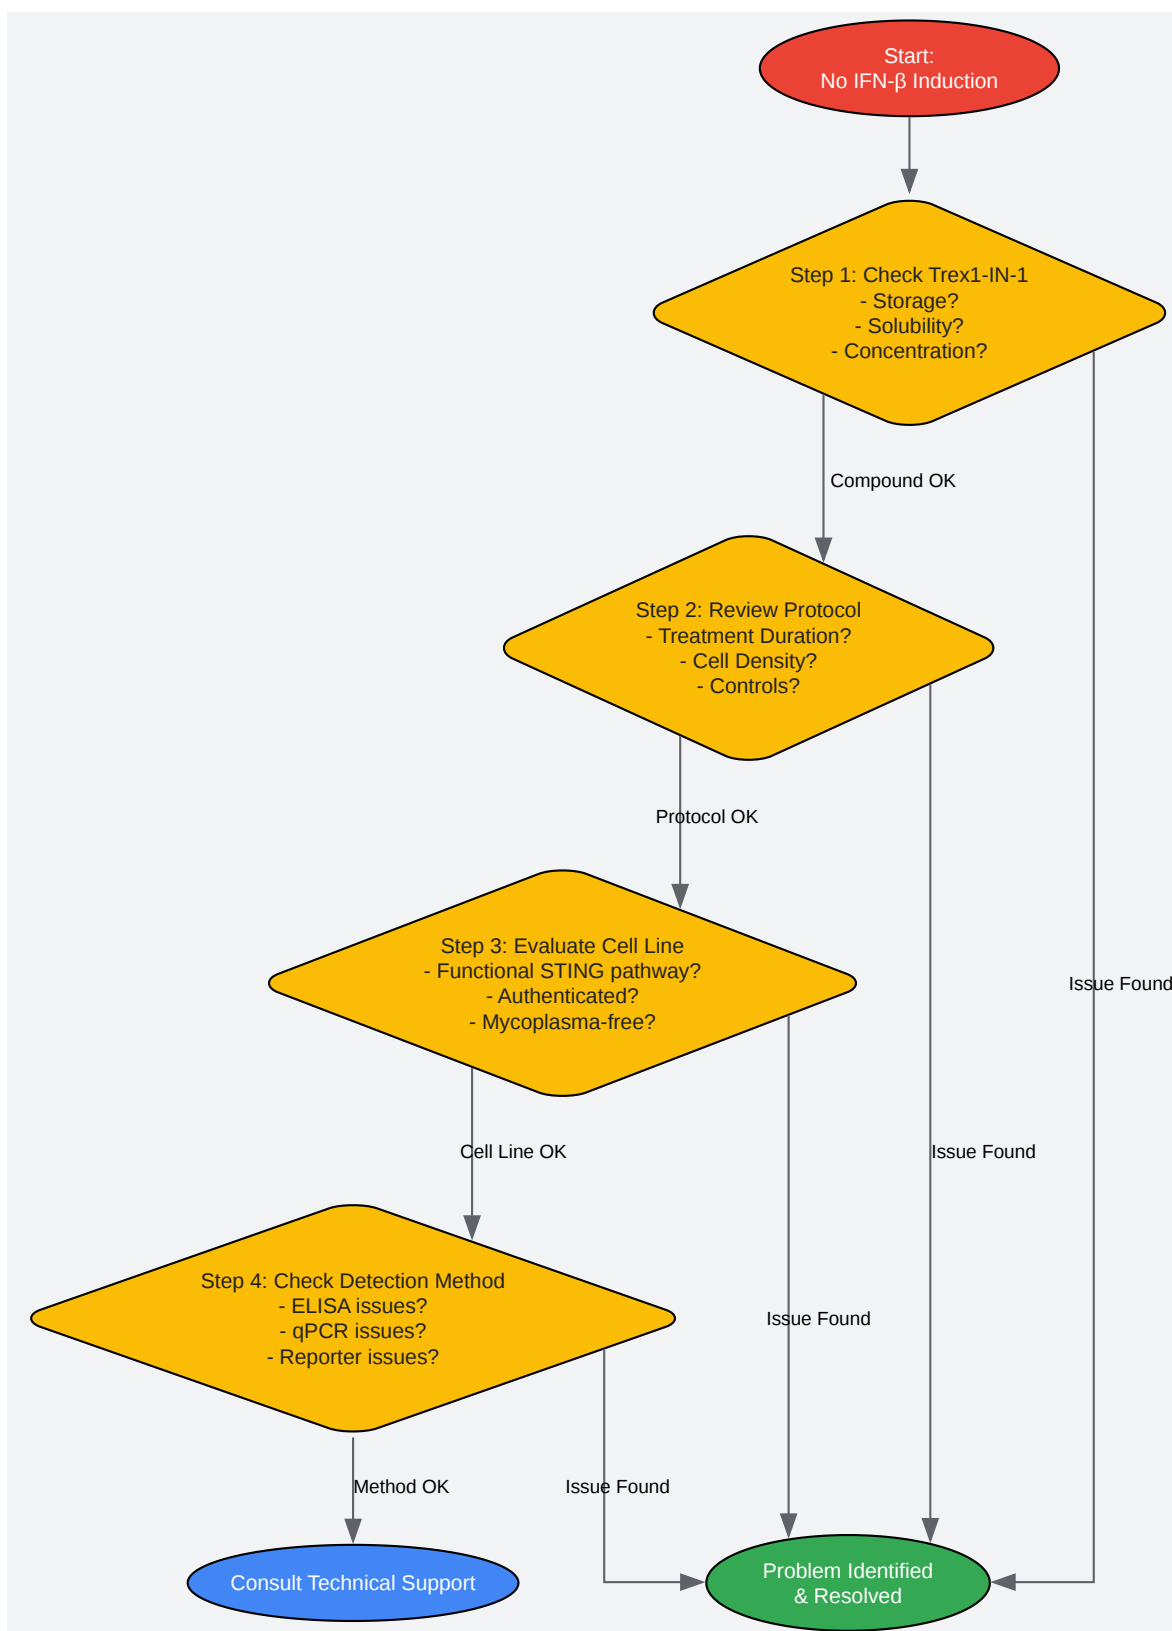 Start:
No IFN-β Induction
Step 1: Check Trex1-IN-1
- Storage?
- Solubility?
- Concentration?
Compound OK
Step 2: Review Protocol
- Treatment Duration?
- Cell Density?
- Controls?
Protocol OK
Step 3: Evaluate Cell Line
- Functional STING pathway?
- Authenticated?
- Mycoplasma-free?
Issue Found
Cell Line OK
Issue Found
Step 4: Check Detection Method
- ELISA issues?
- qPCR issues?
- Reporter issues?
Issue Found
Method OK
Issue Found
Consult Technical Support
Problem Identified
& Resolved